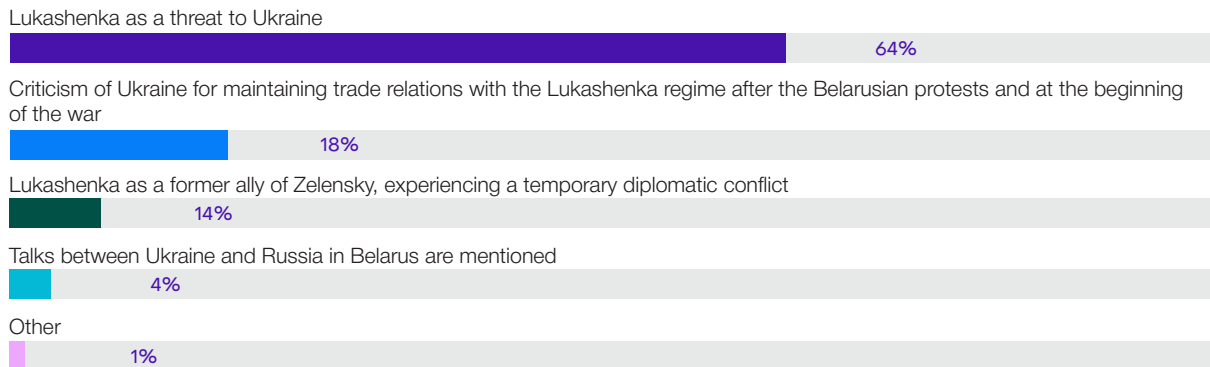 Lukashenka as a threat to Ukraine
64%
Criticism of Ukraine for maintaining trade relations with the Lukashenka regime after the Belarusian protests and at the beginning
of the war
18%
Lukashenka as a former ally of Zelensky, experiencing a temporary diplomatic conflict
14%
Talks between Ukraine and Russia in Belarus are mentioned
4%
Other
1%